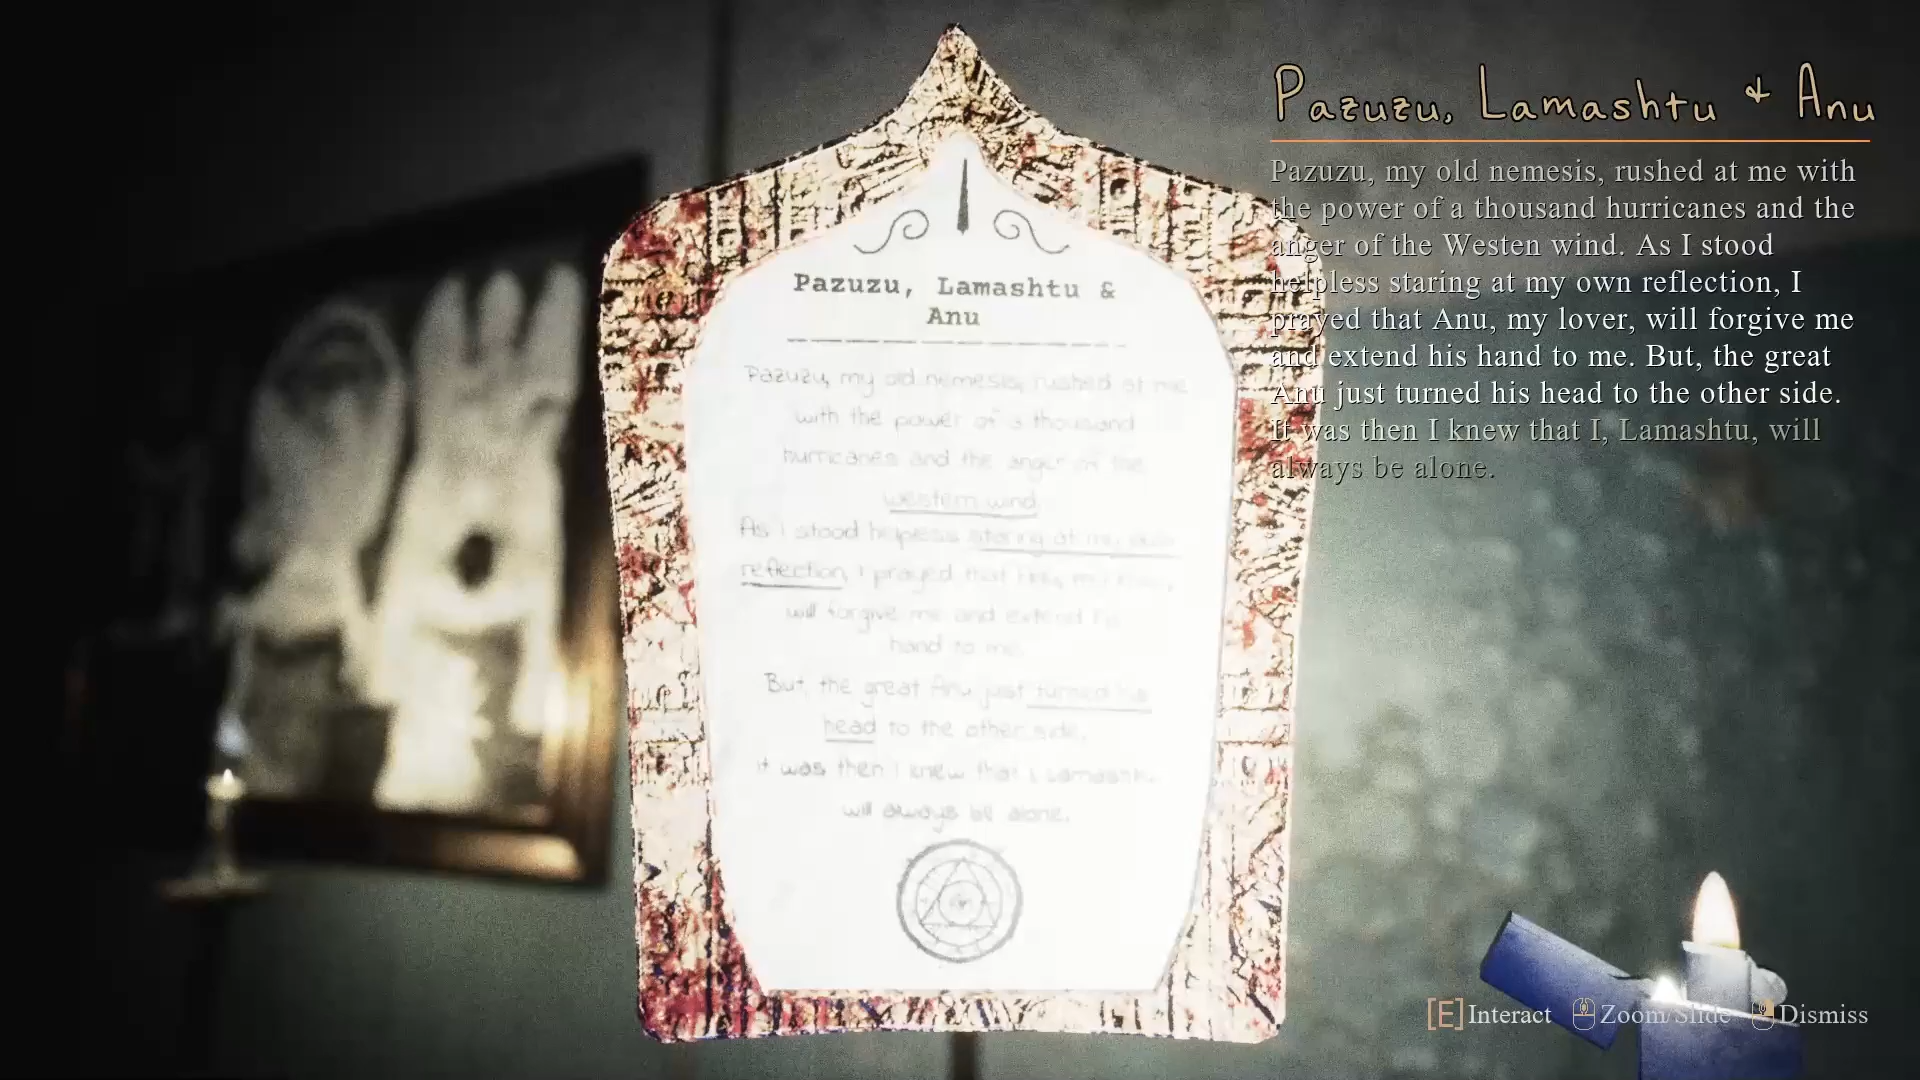 Pazuzu, Lamashtu & Anu
Pazuzu, my old nemesis, rushed at me with
the power of a thousand hurricanes and the
anger of the Westen wind. As I stood
helpless staring at my own reflection, I
prayed that Anu, my lover, will forgive me
and extend his hand to me. But, the great
Anu just turned his head to the other side.
It was then I knew that I, Lamashtu, will
always be alone.
Pazuzu, Lamashtu &
Anu
Pazuzu, my old nemesis, rushed at me
with the power of a thousand
hurricanes and the anger of the
western wind.
As I stood helpless staring at my own
reflection, I prayed that Anu, my lover,
will forgive me and extend his
hand to me.
But, the great Anu just turned his
head to the other side.
It was then I knew that I, Lamashtu,
will always be alone.
[E]Interact Zoom/Slide Dismiss